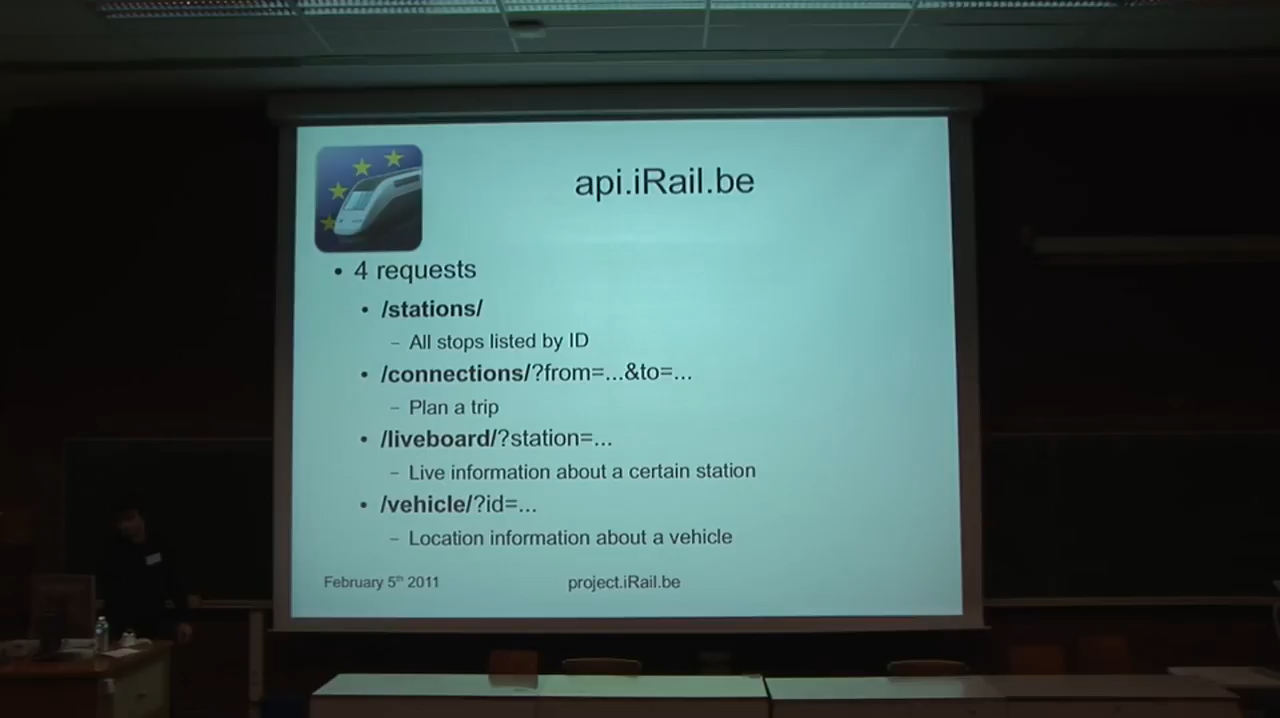 api.iRail.be
• 4 requests
• /stations/
– All stops listed by ID
• /connections/?from=...&to=...
– Plan a trip
• /liveboard/?station=...
– Live information about a certain station
• /vehicle/?id=...
– Location information about a vehicle
February 5th 2011
project.iRail.be